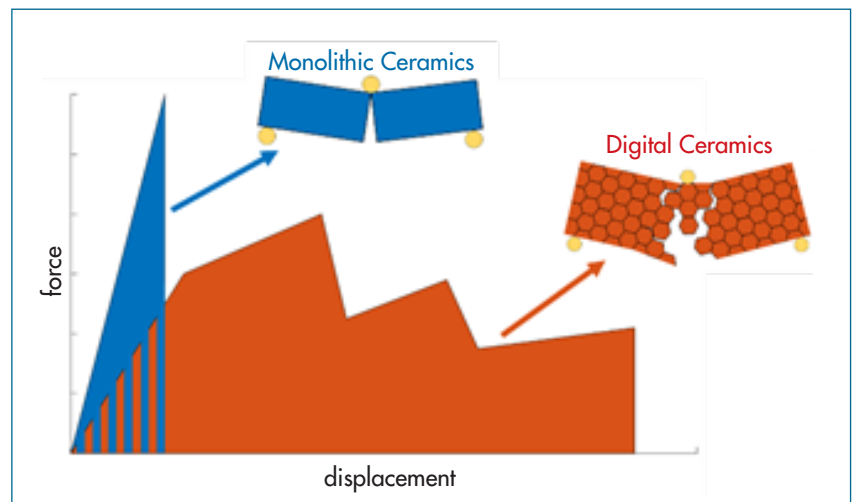 Monolithic Ceramics
Digital Ceramics
force
displacement